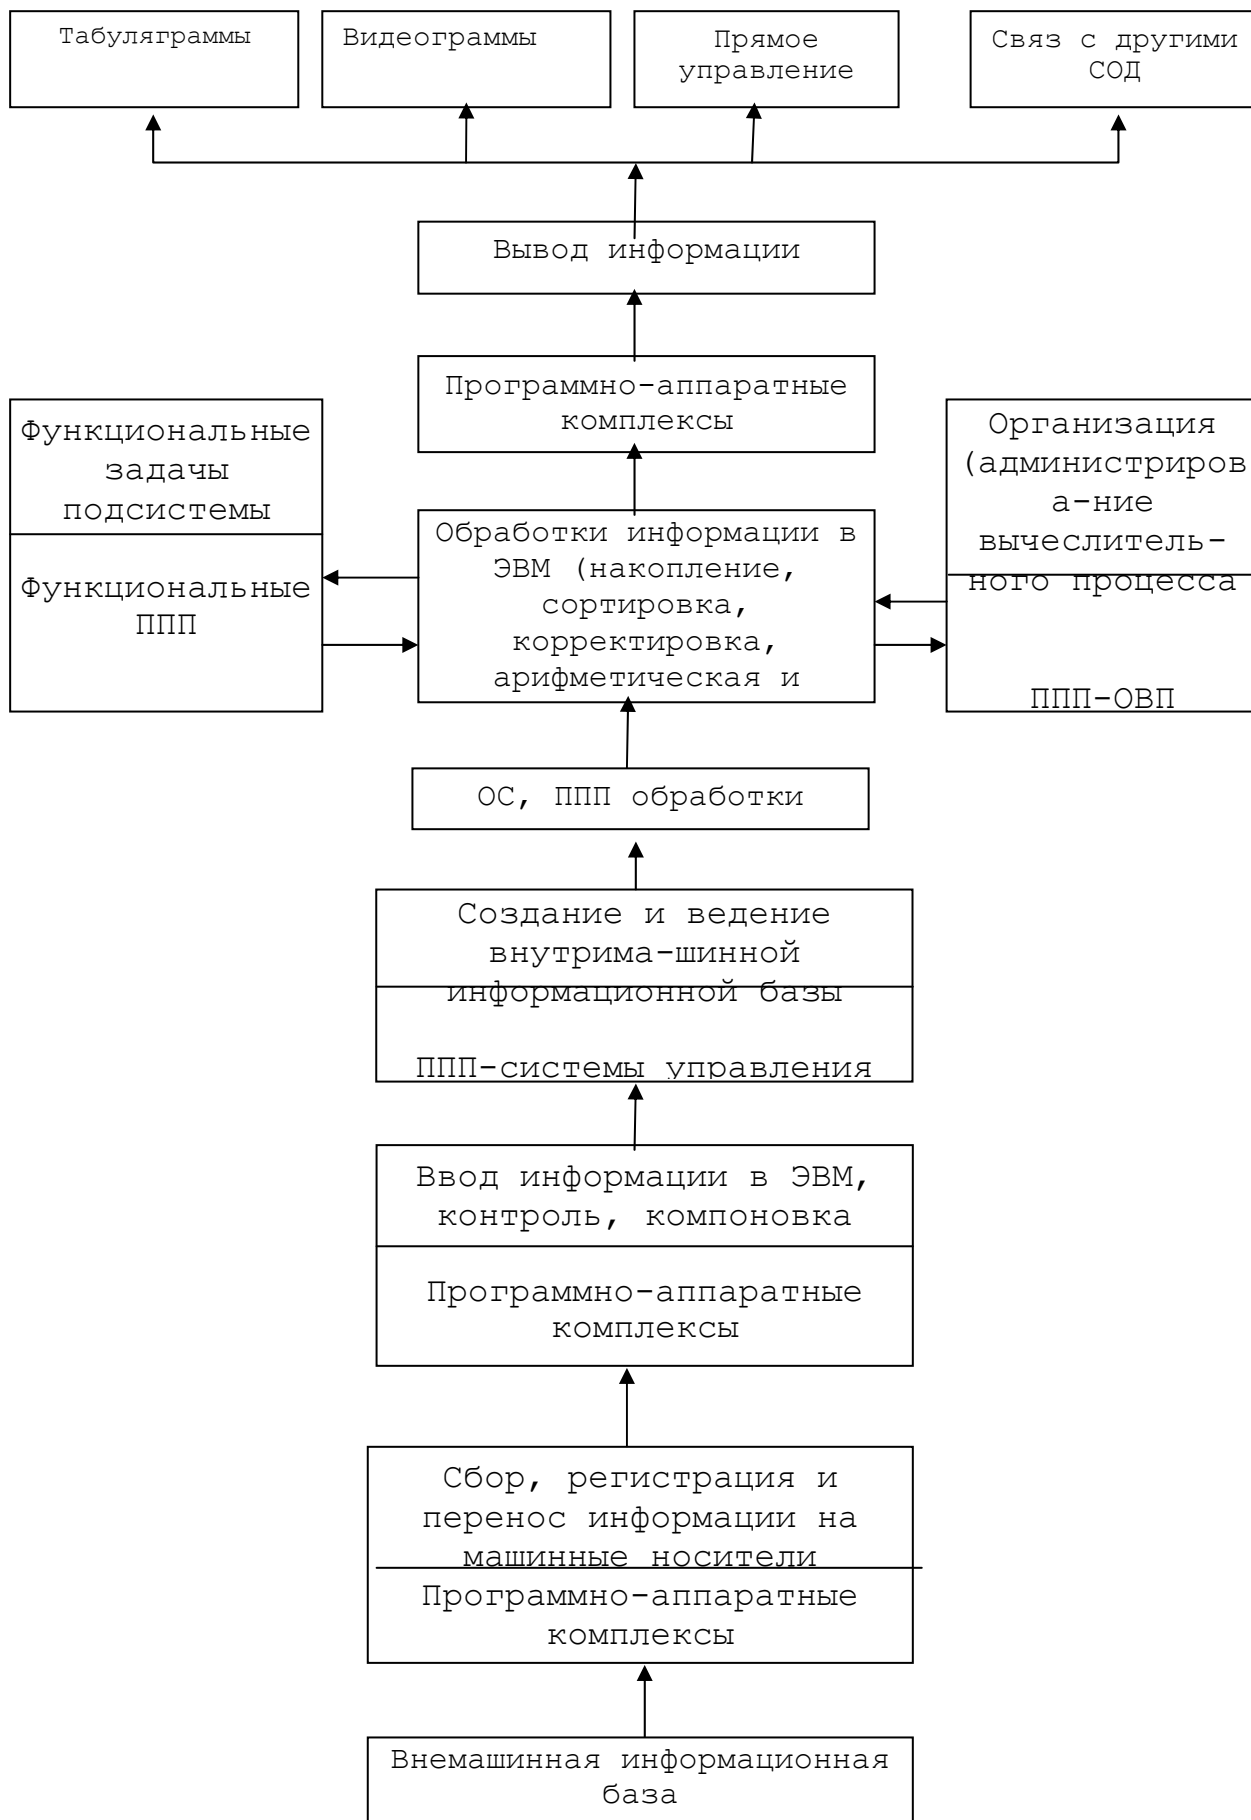 Табуляграммы
Видеограммы
Прямое
управление
Связ с другими
СОД
Вывод информации
Программно-аппаратные
комплексы
Функциональные
задачи
подсистемы
Функциональные
ППП
Обработки информации в
ЭВМ (накопление,
сортировка,
корректировка,
арифметическая и
Организация
(администриров
а-ние
вычеслитель-
ного процесса
ППП-ОВП
ОС, ППП обработки
Создание и ведение
внутрима-шинной
информационной базы
ППП-системы управления
Ввод информации в ЭВМ,
контроль, компоновка
Программно-аппаратные
комплексы
Сбор, регистрация и
перенос информации на
машинные носители
Программно-аппаратные
комплексы
Внемашинная информационная
база